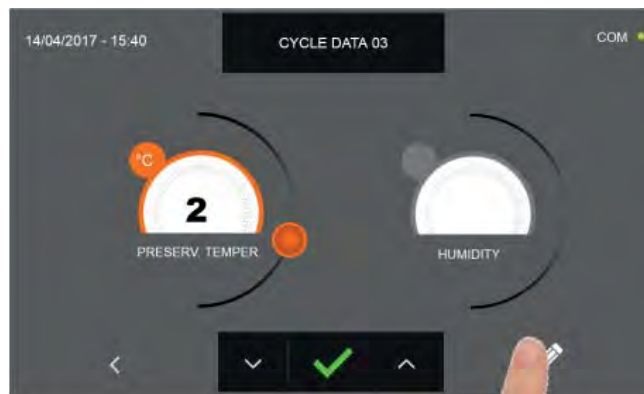 14/04/2017 - 15:40
CYCLE DATA 03
COM
°C
2
PRESERV. TEMPER
HUMIDITY